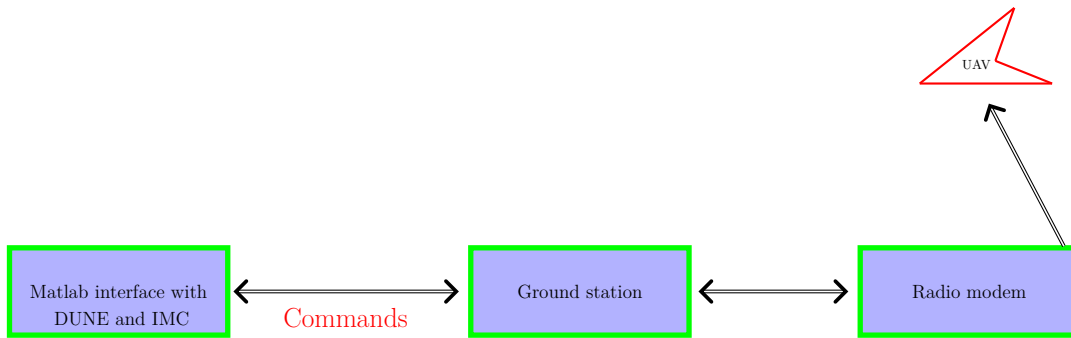 UAV
Matlab interface with
DUNE and IMC
Commands
Ground station
Radio modem